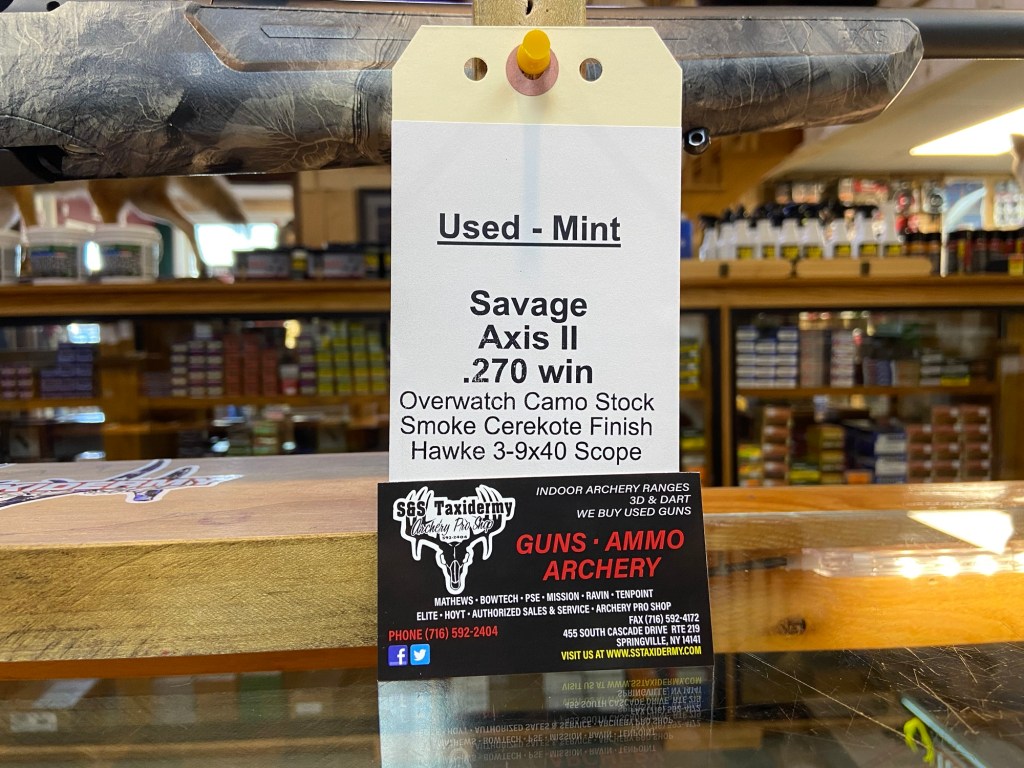 AXIS
Used - Mint
Savage
Axis II
.270 win
Overwatch Camo Stock
Smoke Cerekote Finish
Hawke 3-9x40 Scope
S&S Taxidermy
Archery Pro Shop
592-2404
INDOOR ARCHERY RANGES
3D & DART
WE BUY USED GUNS
GUNS · AMMO
ARCHERY
MATHEWS · BOWTECH · PSE · MISSION · RAVIN · TENPOINT
ELITE · HOYT · AUTHORIZED SALES & SERVICE · ARCHERY PRO SHOP
PHONE (716) 592-2404
FAX (716) 592-4172
455 SOUTH CASCADE DRIVE RTE 219
SPRINGVILLE, NY 14141
VISIT US AT WWW.SSTAXIDERMY.COM